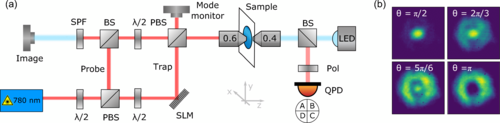 (a)
SPF
BS
λ/2
PBS
Mode
monitor
Sample
0.6
0.4
BS
LED
Image
Probe
Trap
Pol
QPD
780 nm
λ/2
PBS
λ/2
SLM
X
Y
Z
A B
D C
(b)
θ = π/2
θ = 2π/3
θ = 5π/6
θ = π